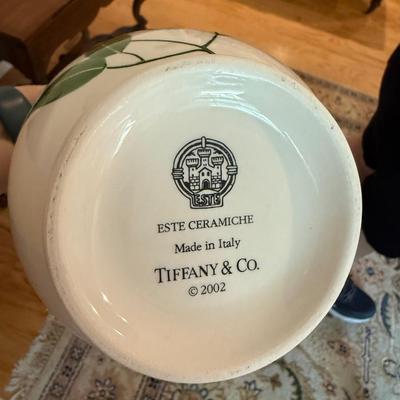 ESTE
ESTE CERAMICHE
Made in Italy
TIFFANY & CO.
© 2002